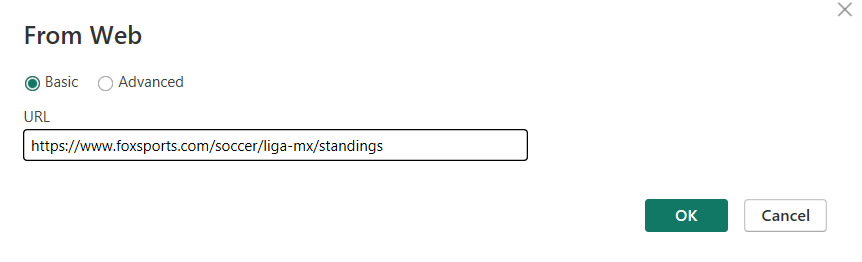 From Web
Basic Advanced
URL
https://www.foxsports.com/soccer/liga-mx/standings
OK Cancel